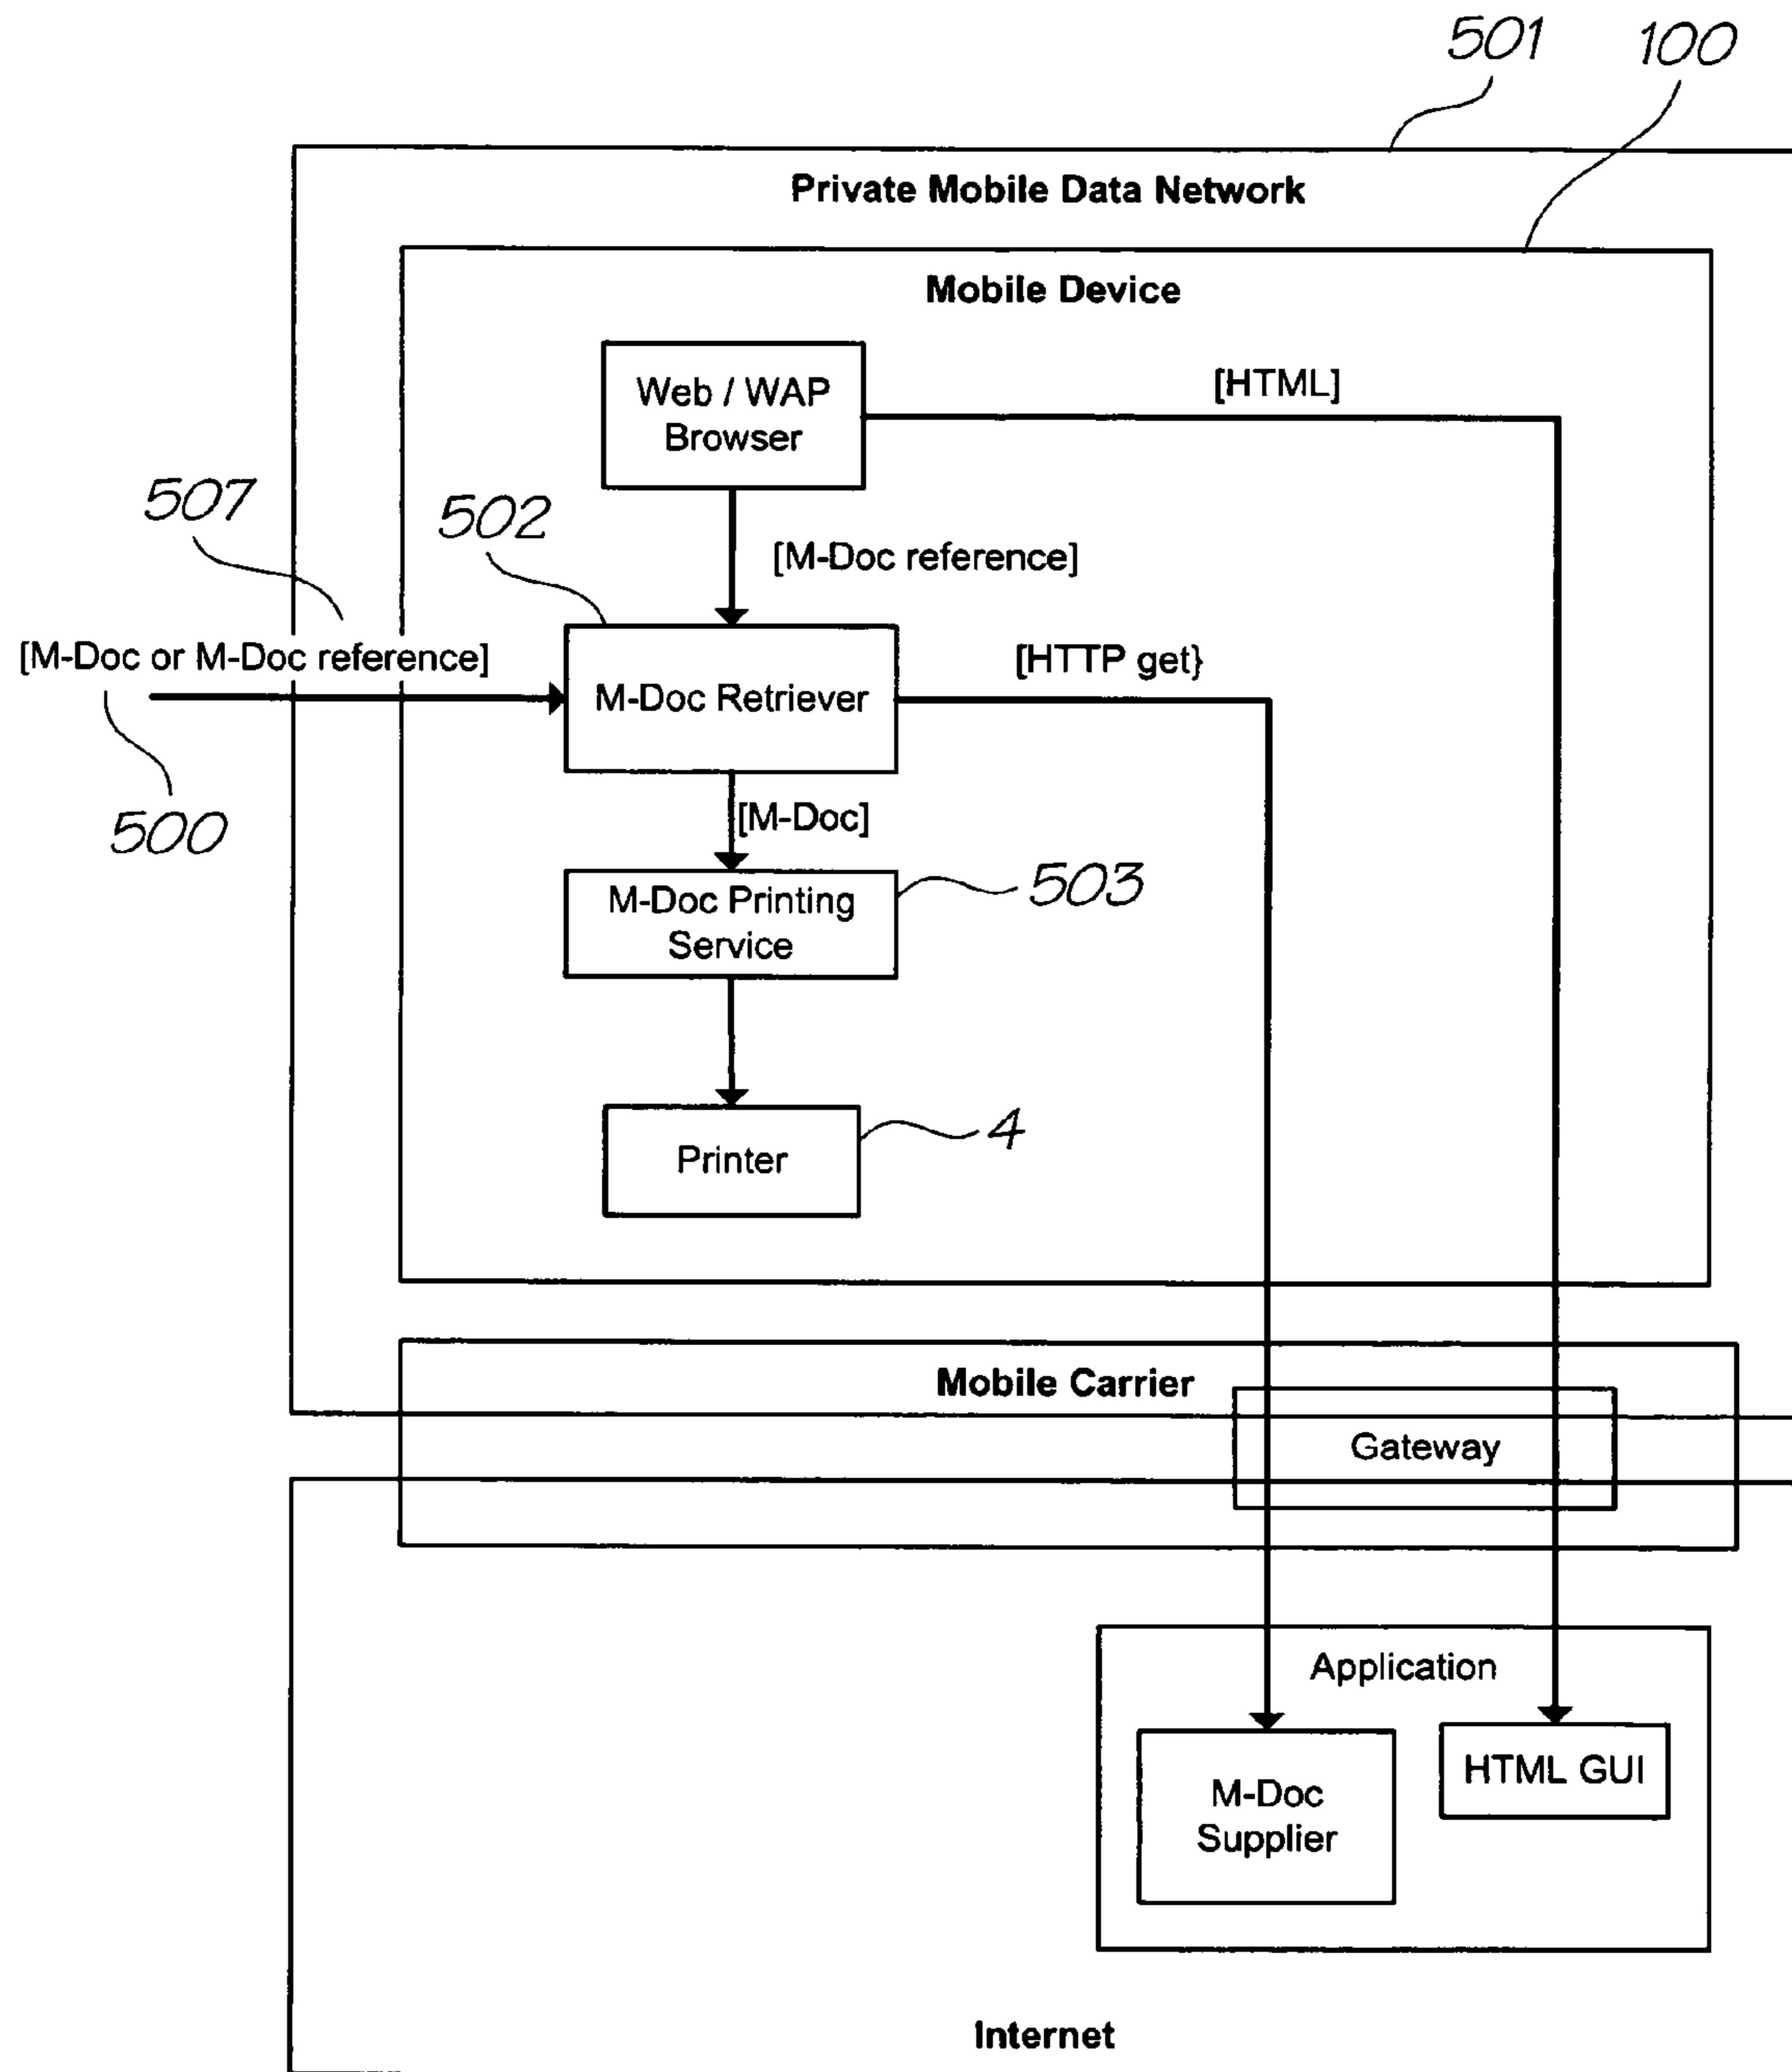 501
100
Private Mobile Data Network
Mobile Device
Web / WAP
Browser
[HTML]
507
502
[M-Doc reference]
[M-Doc or M-Doc reference]
[HTTP get}
M-Doc Retriever
500
[M-Doc]
M-Doc Printing
Service
503
Printer
4
Mobile Carrier
Gateway
Application
M-Doc
Supplier
HTML GUI
Internet